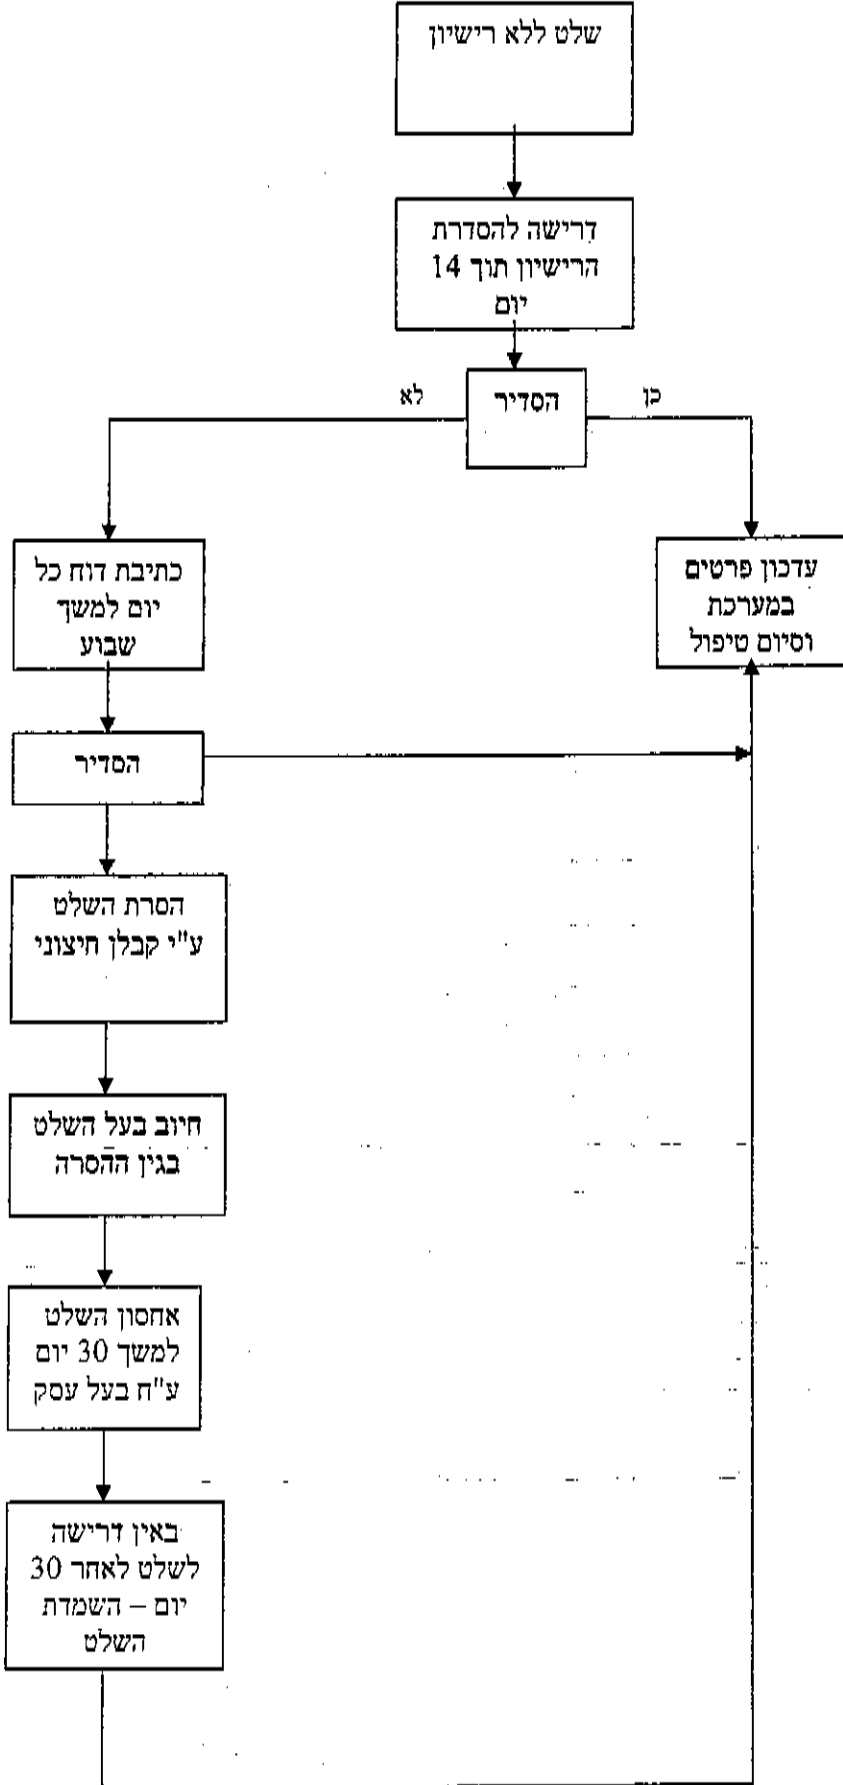 שלט ללא רישיון
דרישה להסדרת
הרישיון תוך 14
יום
הסדיר
כן
לא
עדכון פרטים
במערכת
וסיום טיפול
כתיבת דוח כל
יום למשך
שבוע
הסדיר
הסרת השלט
ע"י קבלן חיצוני
חיוב בעל השלט
בגין ההסרה
אחסון השלט
למשך 30 יום
ע"ח בעל עסק
באין דרישה
לשלט לאחר 30
יום – השמדת
השלט